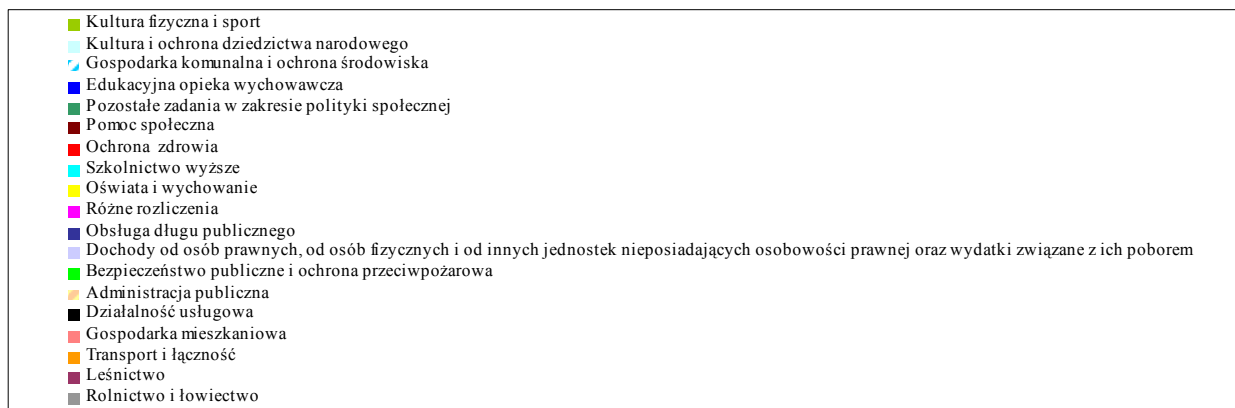 Kultura fizyczna i sport
Kultura i ochrona dziedzictwa narodowego
Gospodarka komunalna i ochrona środowiska
Edukacyjna opieka wychowawcza
Pozostałe zadania w zakresie polityki społecznej
Pomoc społeczna
Ochrona zdrowia
Szkolnictwo wyższe
Oświata i wychowanie
Różne rozliczenia
Obsługa długu publicznego
Dochody od osób prawnych, od osób fizycznych i od innych jednostek nieposiadających osobowości prawnej oraz wydatki związane z ich poborem
Bezpieczeństwo publiczne i ochrona przeciwpożarowa
Administracja publiczna
Działalność usługowa
Gospodarka mieszkaniowa
Transport i łączność
Leśnictwo
Rolnictwo i łowiectwo